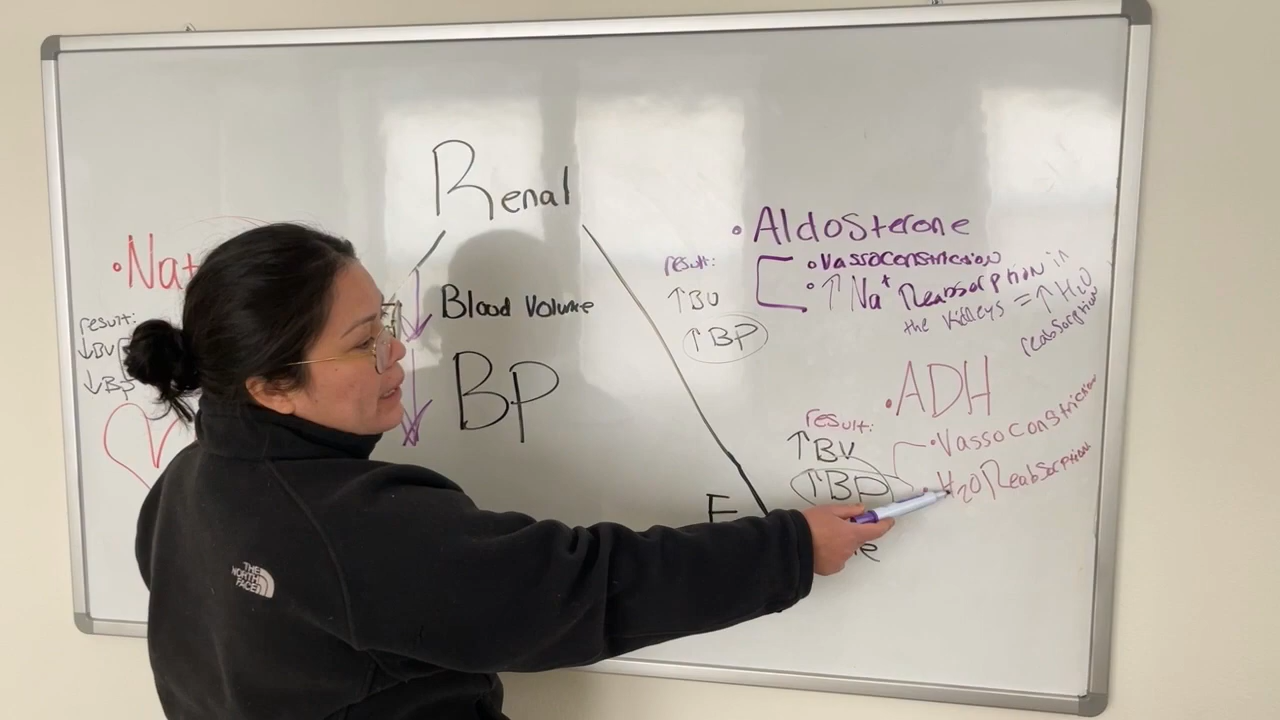 Renal
• Aldosterone
result:
• Vassoconstriction
• ↑ Na+ Reabsorption in
the kidneys = ↑ H2O
reabsorption
↑ BV
↑ BP
• Nat
result:
↓BV
↓BP
Blood Volume
BP
• ADH
result:
↑ BV
↑ BP
• Vassoconstriction
• H2O Reabsorption
THE
NORTH
FACE